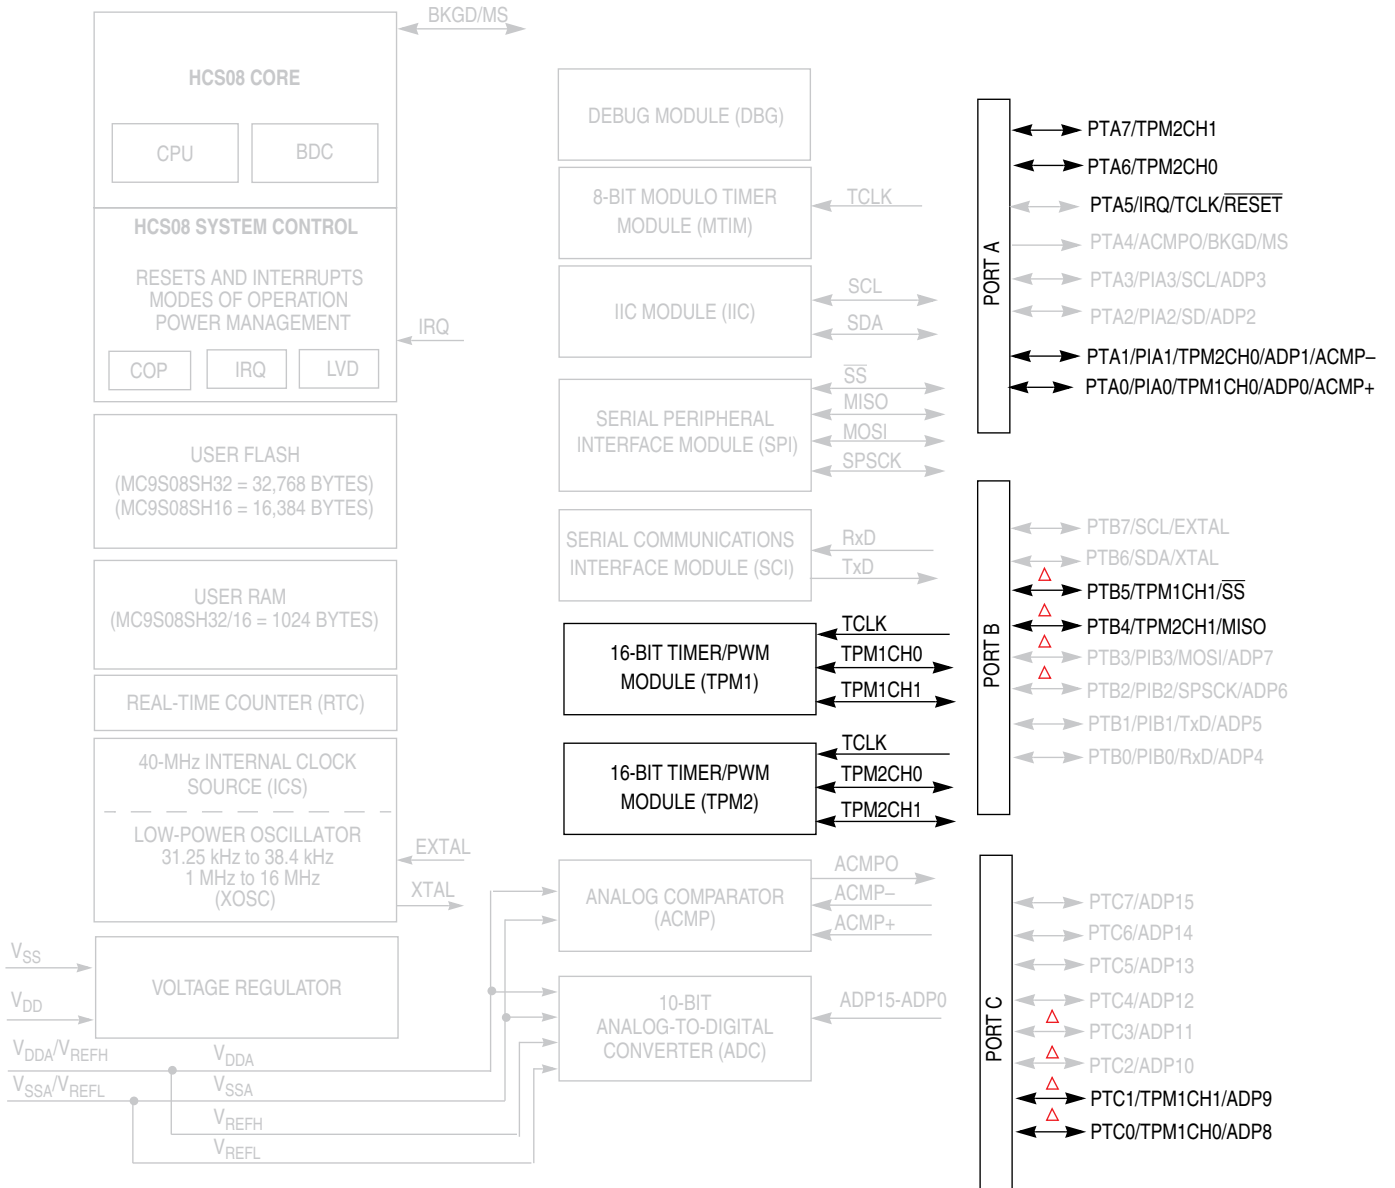 BKGD/MS
HCS08 CORE
CPU
BDC
HCS08 SYSTEM CONTROL
RESETS AND INTERRUPTS
MODES OF OPERATION
POWER MANAGEMENT
IRQ
COP
IRQ
LVD
USER FLASH
(MC9S08SH32 = 32,768 BYTES)
(MC9S08SH16 = 16,384 BYTES)
USER RAM
(MC9S08SH32/16 = 1024 BYTES)
REAL-TIME COUNTER (RTC)
40-MHz INTERNAL CLOCK
SOURCE (ICS)
LOW-POWER OSCILLATOR
31.25 kHz to 38.4 kHz
1 MHz to 16 MHz
(XOSC)
EXTAL
XTAL
VSS
VDD
VOLTAGE REGULATOR
VDDA/VREFH
VSSA/VREFL
VDDA
VSSA
VREFH
VREFL
DEBUG MODULE (DBG)
8-BIT MODULO TIMER
MODULE (MTIM)
TCLK
IIC MODULE (IIC)
SCL
SDA
SERIAL PERIPHERAL
INTERFACE MODULE (SPI)
SS
MISO
MOSI
SPSCK
SERIAL COMMUNICATIONS
INTERFACE MODULE (SCI)
RxD
TxD
16-BIT TIMER/PWM
MODULE (TPM1)
TCLK
TPM1CH0
TPM1CH1
16-BIT TIMER/PWM
MODULE (TPM2)
TCLK
TPM2CH0
TPM2CH1
ANALOG COMPARATOR
(ACMP)
ACMPO
ACMP–
ACMP+
10-BIT
ANALOG-TO-DIGITAL
CONVERTER (ADC)
ADP15-ADP0
PORT A
PTA7/TPM2CH1
PTA6/TPM2CH0
PTA5/IRQ/TCLK/RESET
PTA4/ACMPO/BKGD/MS
PTA3/PIA3/SCL/ADP3
PTA2/PIA2/SD/ADP2
PTA1/PIA1/TPM2CH0/ADP1/ACMP–
PTA0/PIA0/TPM1CH0/ADP0/ACMP+
PORT B
PTB7/SCL/EXTAL
PTB6/SDA/XTAL
Δ PTB5/TPM1CH1/SS
Δ PTB4/TPM2CH1/MISO
Δ PTB3/PIB3/MOSI/ADP7
Δ PTB2/PIB2/SPSCK/ADP6
PTB1/PIB1/TxD/ADP5
PTB0/PIB0/RxD/ADP4
PORT C
PTC7/ADP15
PTC6/ADP14
PTC5/ADP13
PTC4/ADP12
Δ PTC3/ADP11
Δ PTC2/ADP10
Δ PTC1/TPM1CH1/ADP9
Δ PTC0/TPM1CH0/ADP8